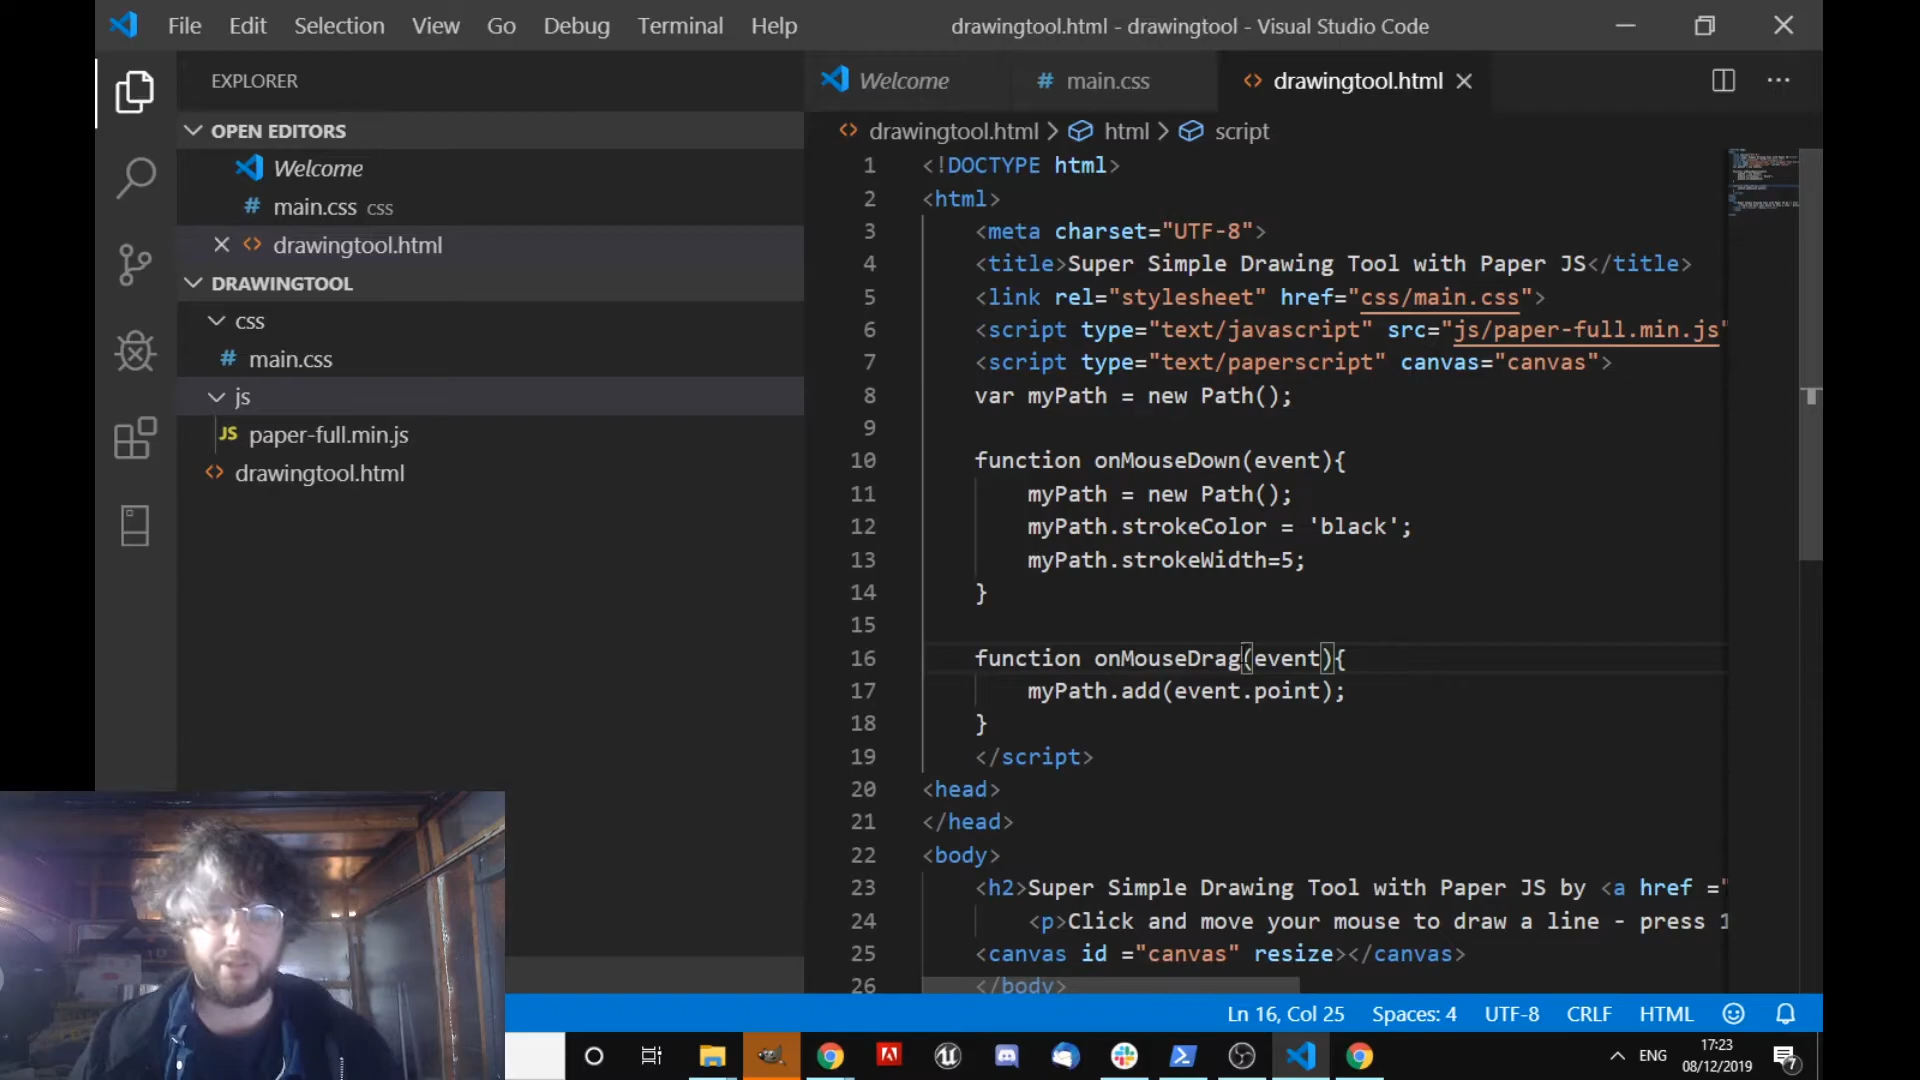 File Edit Selection View Go Debug Terminal Help
drawingtool.html - drawingtool - Visual Studio Code
EXPLORER
OPEN EDITORS
Welcome
# main.css css
<> drawingtool.html
DRAWINGTOOL
css
# main.css
js
JS paper-full.min.js
<> drawingtool.html
Welcome
# main.css
<> drawingtool.html
<> drawingtool.html > html > script
1 <!DOCTYPE html>
2 <html>
3 <meta charset="UTF-8">
4 <title>Super Simple Drawing Tool with Paper JS</title>
5 <link rel="stylesheet" href="css/main.css">
6 <script type="text/javascript" src="js/paper-full.min.js"
7 <script type="text/paperscript" canvas="canvas">
8 var myPath = new Path();
9
10 function onMouseDown(event){
11 myPath = new Path();
12 myPath.strokeColor = 'black';
13 myPath.strokeWidth=5;
14 }
15
16 function onMouseDrag(event){
17 myPath.add(event.point);
18 }
19 </script>
20 <head>
21 </head>
22 <body>
23 <h2>Super Simple Drawing Tool with Paper JS by <a href ="
24 <p>Click and move your mouse to draw a line - press 1
25 <canvas id ="canvas" resize></canvas>
26 </body>
Ln 16, Col 25 Spaces: 4 UTF-8 CRLF HTML
ENG
17:23
08/12/2019
7